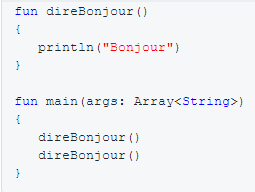 fun direBonjour()
{
   println("Bonjour")
}

fun main(args: Array<String>)
{
   direBonjour()
   direBonjour()
}